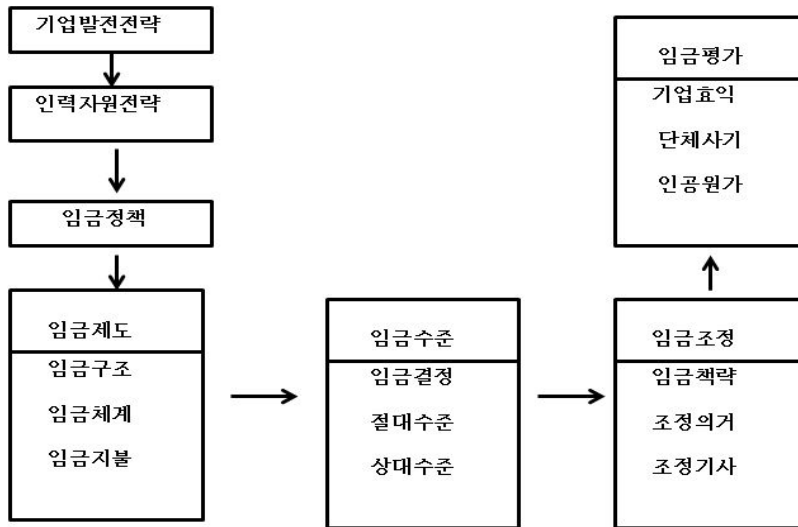 기업발전전략
인력자원전략
임금정책
임금제도
임금구조
임금체계
임금지불
임금수준
임금결정
절대수준
상대수준
임금조정
임금책략
조정의거
조정기사
임금평가
기업효익
단체사기
인공원가